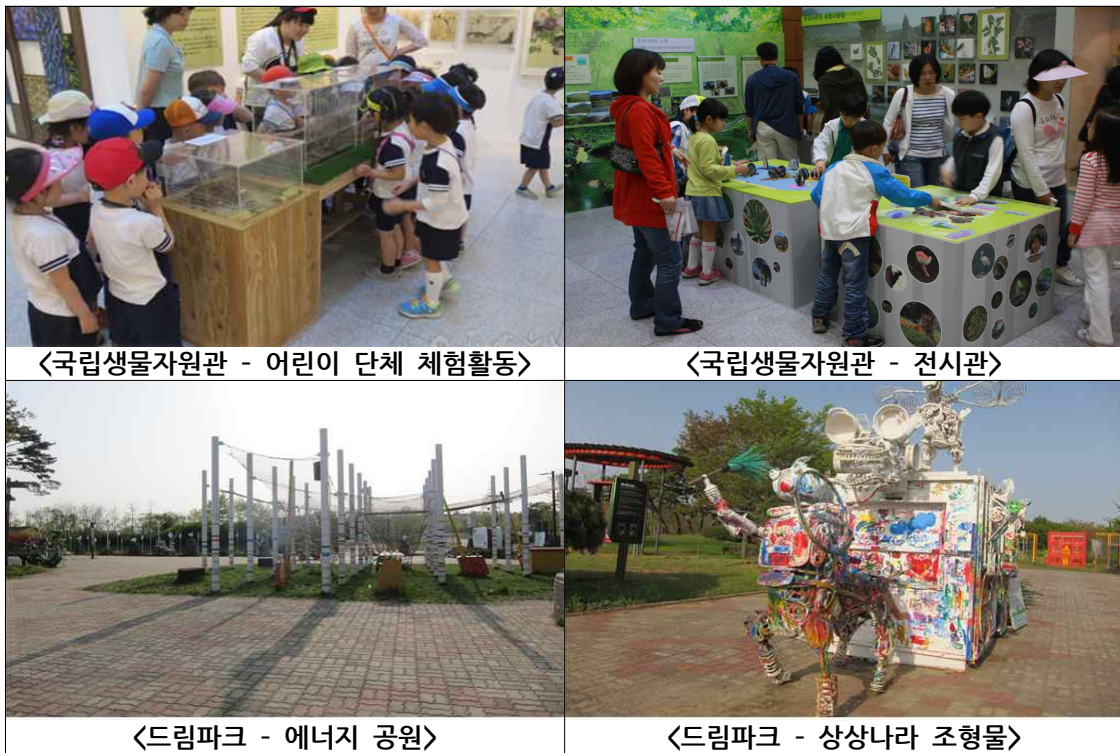 <국립생물자원관 - 어린이 단체 체험활동>
<국립생물자원관 - 전시관>
<드림파크 - 에너지 공원>
<드림파크 - 상상나라 조형물>